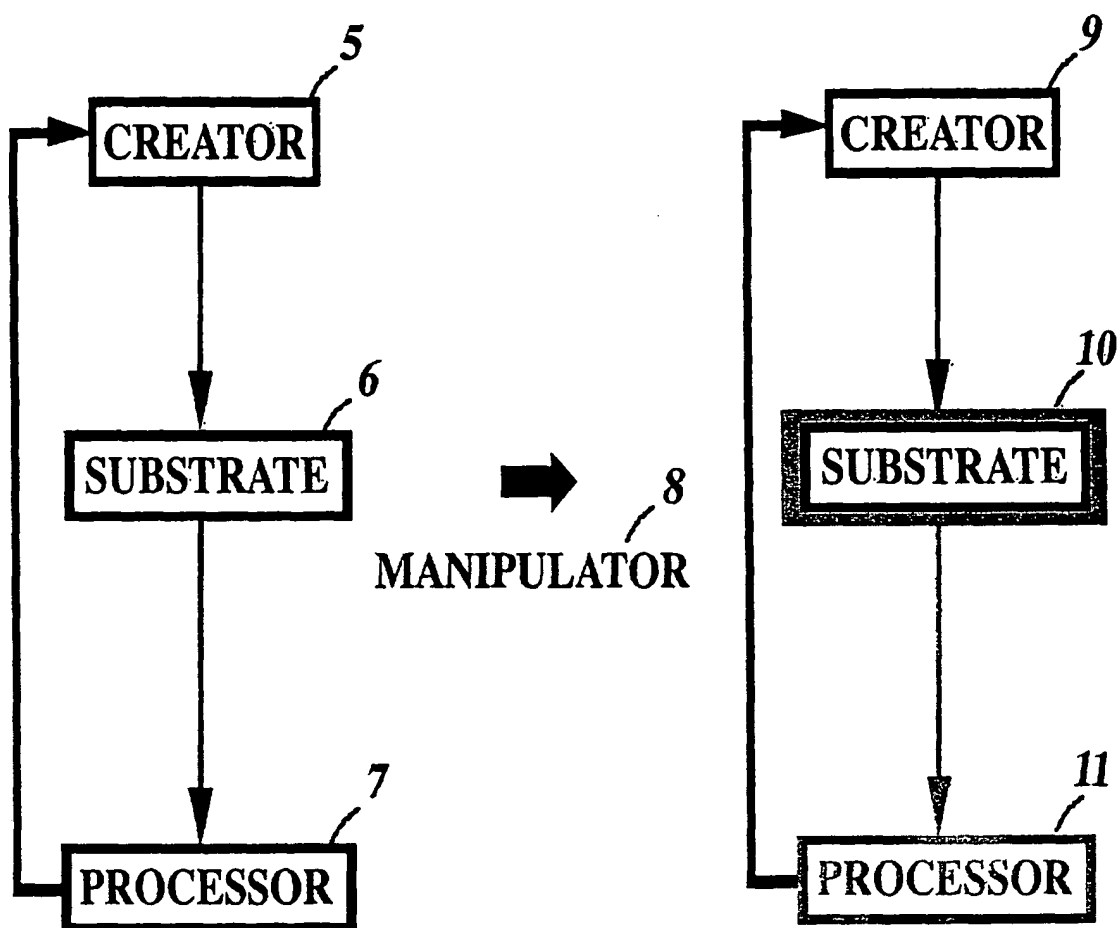 5
CREATOR
6
SUBSTRATE
7
PROCESSOR
8
MANIPULATOR
9
CREATOR
10
SUBSTRATE
11
PROCESSOR